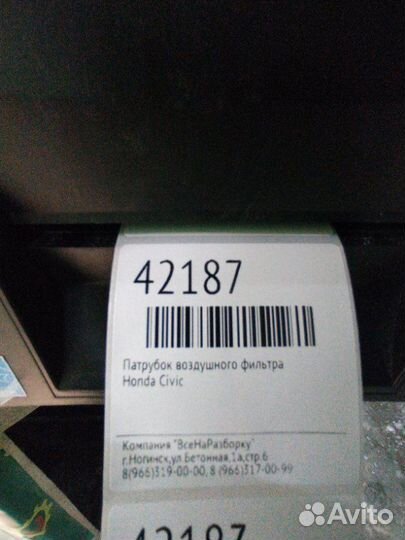 42187
Патрубок воздушного фильтра
Honda Civic
Компания "ВсеНаРазборку"
г.Ногинск,ул.Бетонная,1а,стр.6
8(966)319-00-00, 8 (966)317-00-99
42187
Avito